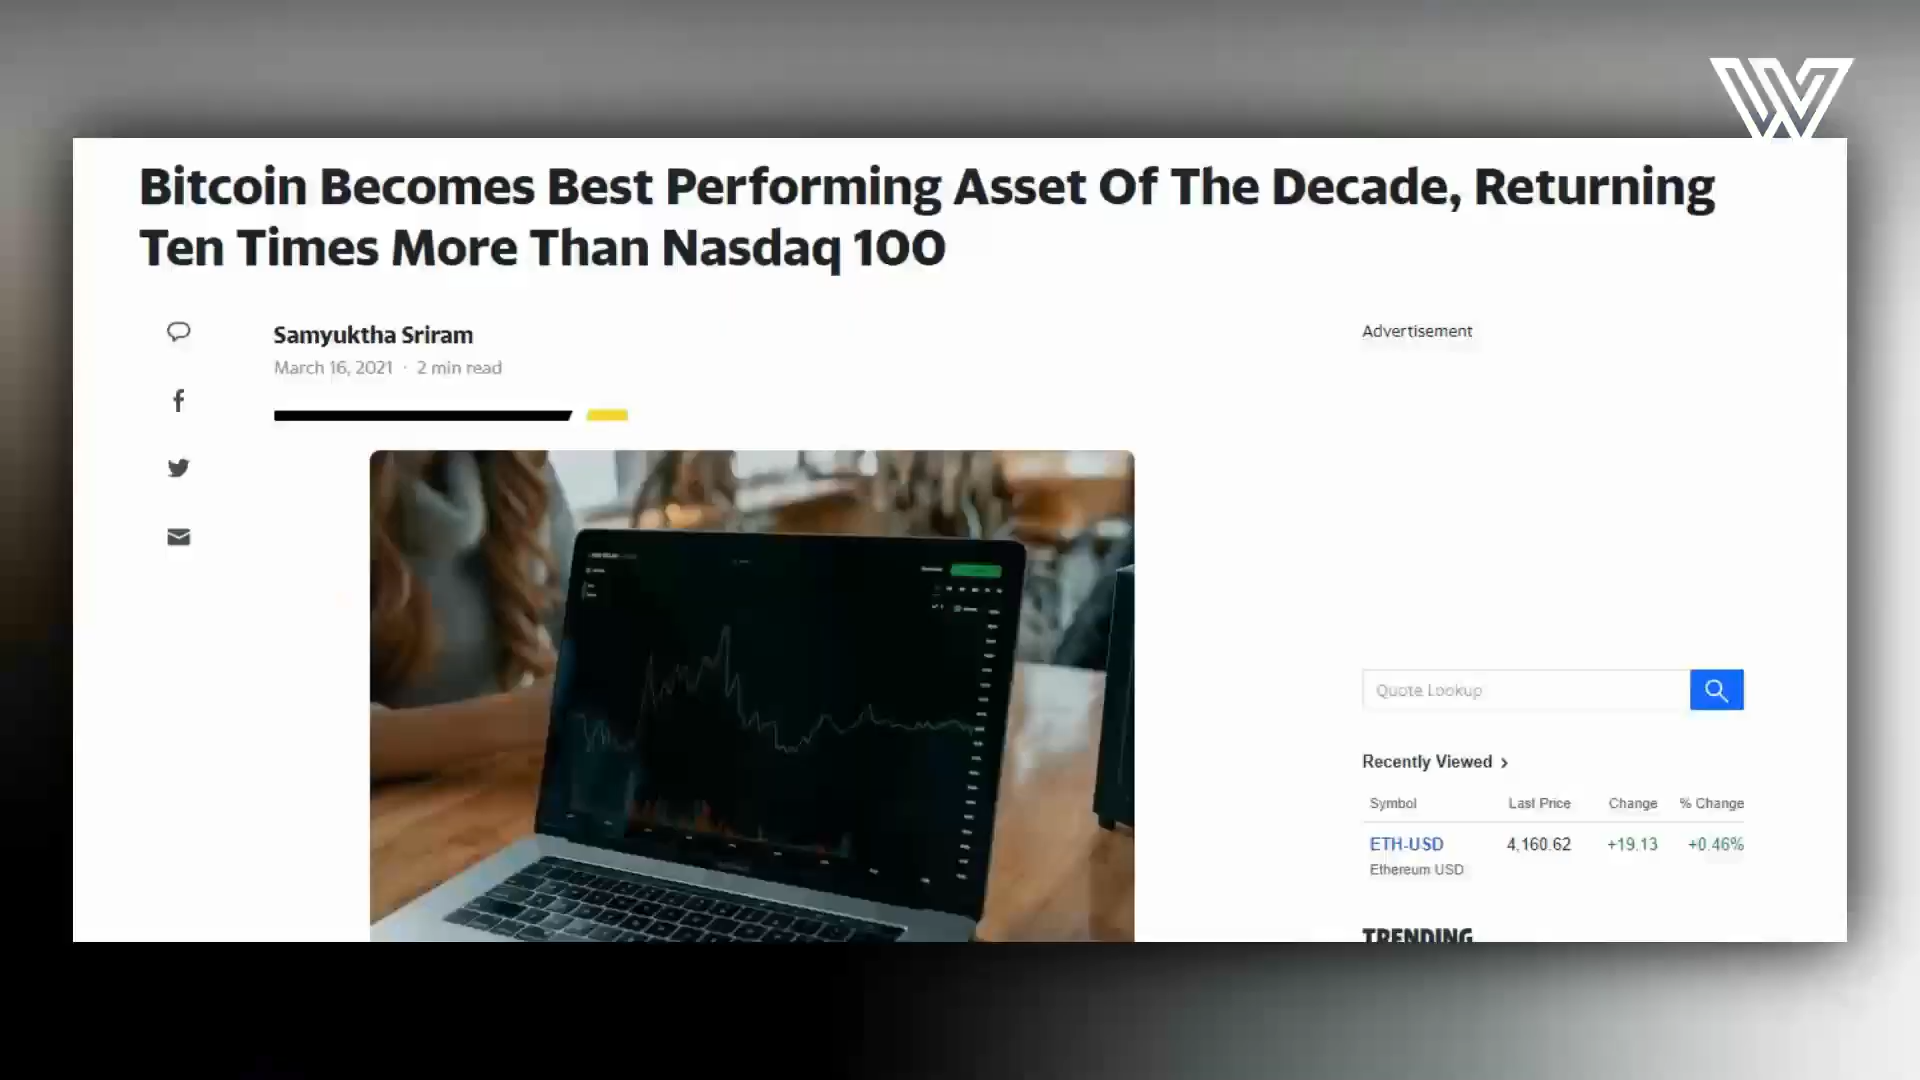 Bitcoin Becomes Best Performing Asset Of The Decade, Returning
Ten Times More Than Nasdaq 100
Samyuktha Sriram
March 16, 2021 · 2 min read
Advertisement
Quote Lookup
Recently Viewed
Symbol Last Price Change % Change
ETH-USD 4,160.62 +19.13 +0.46%
Ethereum USD
TRENDING